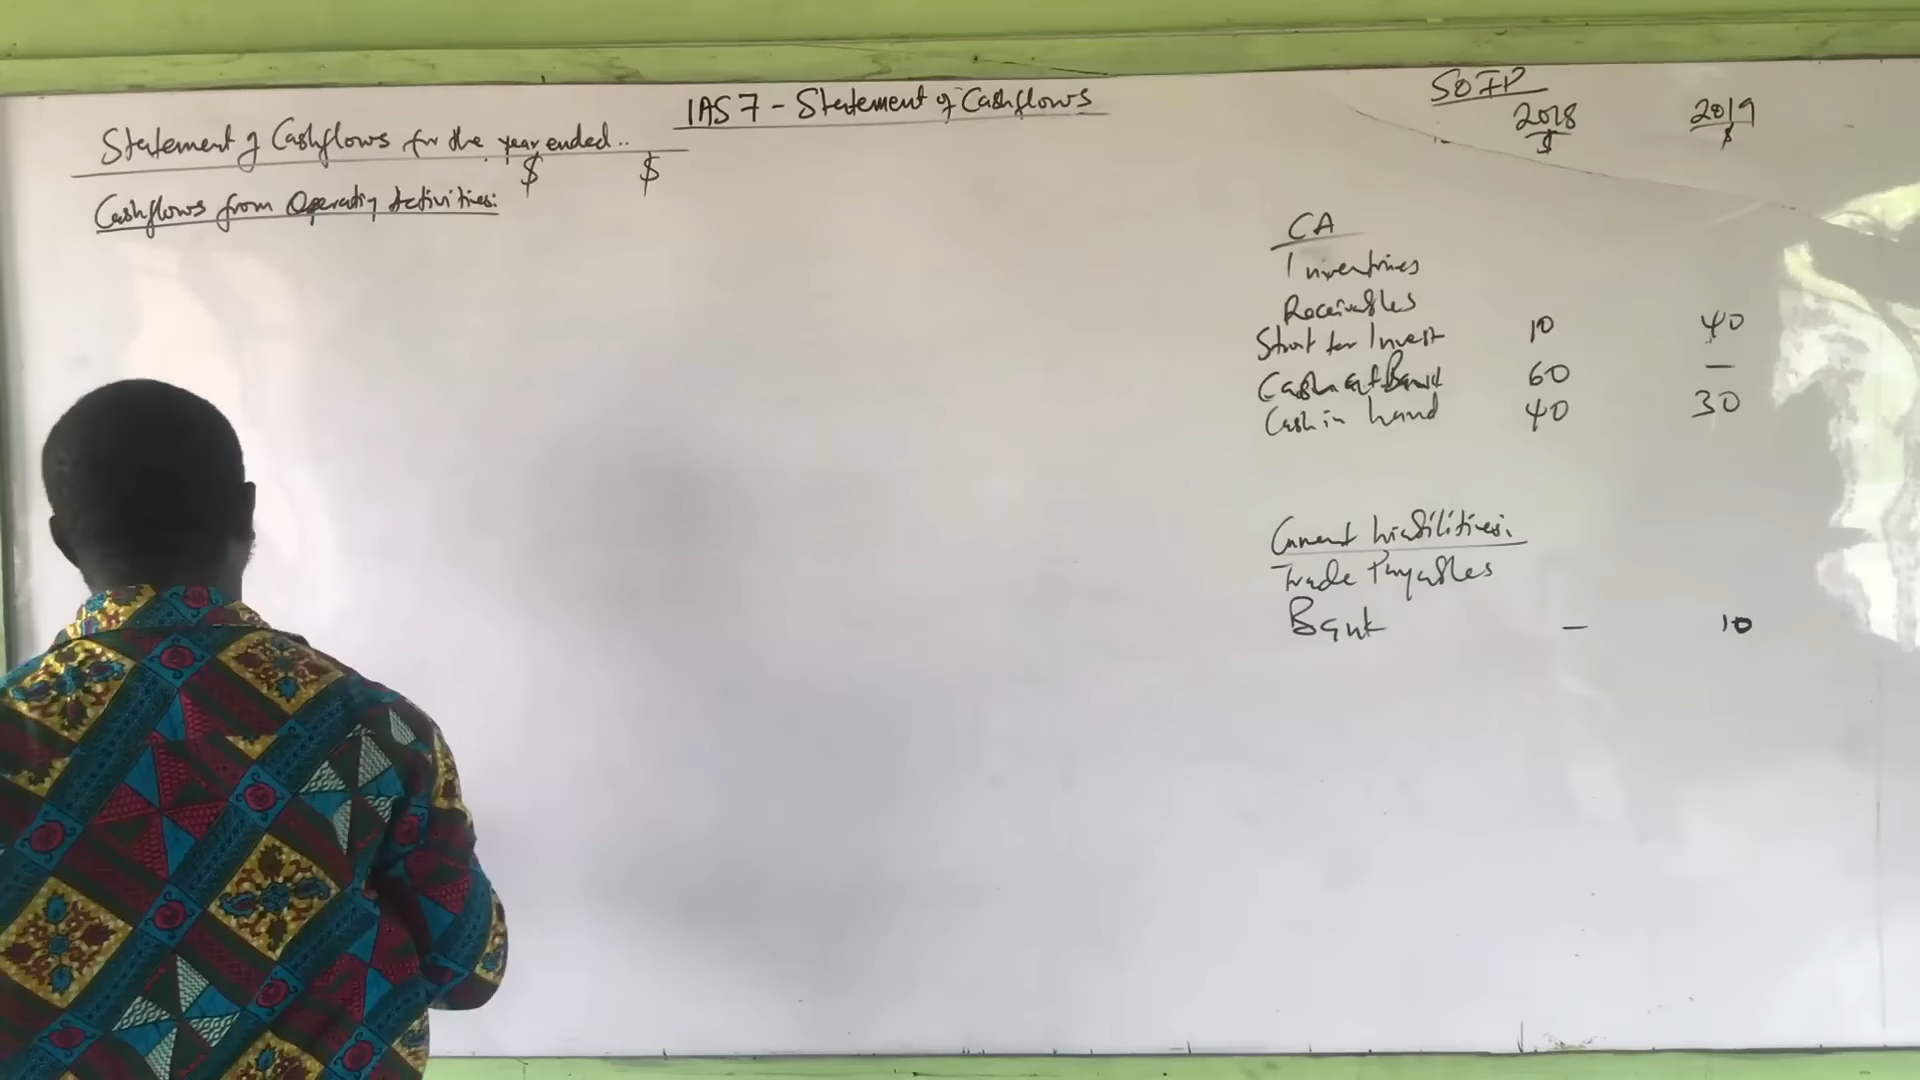 IAS 7 - Statement of Cashflows
Statement of Cashflows for the year ended..
$ $
Cashflows from Operating Activities:
SOFP
2018 2019
$ $
CA
Inventories
Receivables
Short ter Invest 10 40
Cash at Bank 60 –
Cash in hand 40 30
Current Liabilities:
Trade Payables
Bank – 10